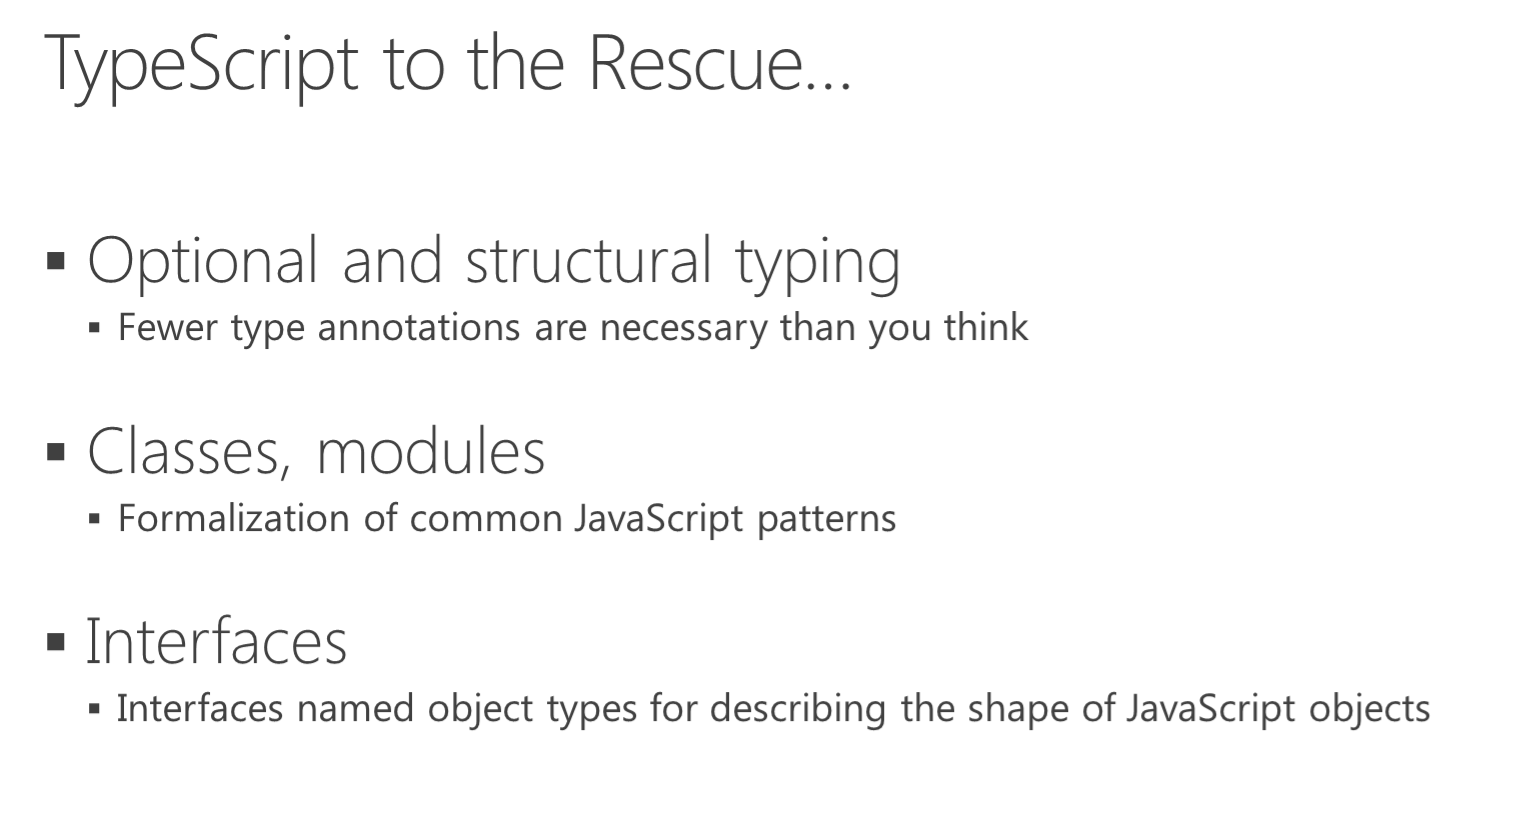 TypeScript to the Rescue...
▪ Optional and structural typing
▪ Fewer type annotations are necessary than you think
▪ Classes, modules
▪ Formalization of common JavaScript patterns
▪ Interfaces
▪ Interfaces named object types for describing the shape of JavaScript objects